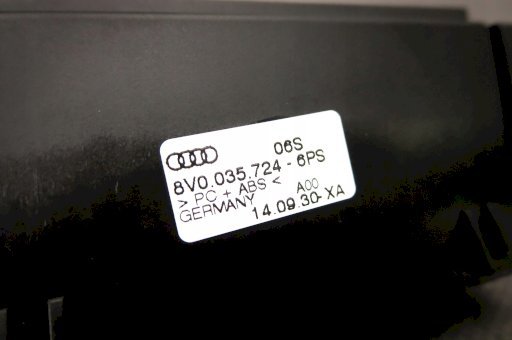 06S
8V0.035.724 - 6PS
> PC + ABS < A00
GERMANY 14.09.30-XA